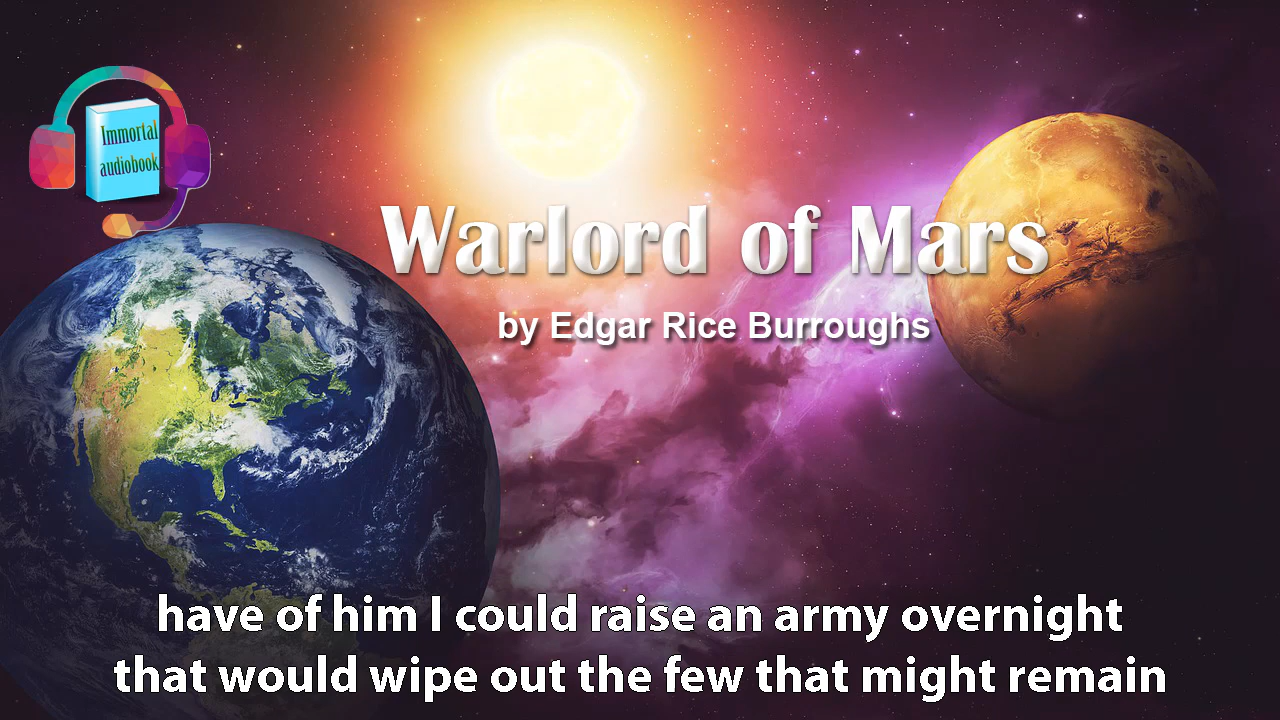 Immortal
audiobook
Warlord of Mars
by Edgar Rice Burroughs
have of him I could raise an army overnight
that would wipe out the few that might remain